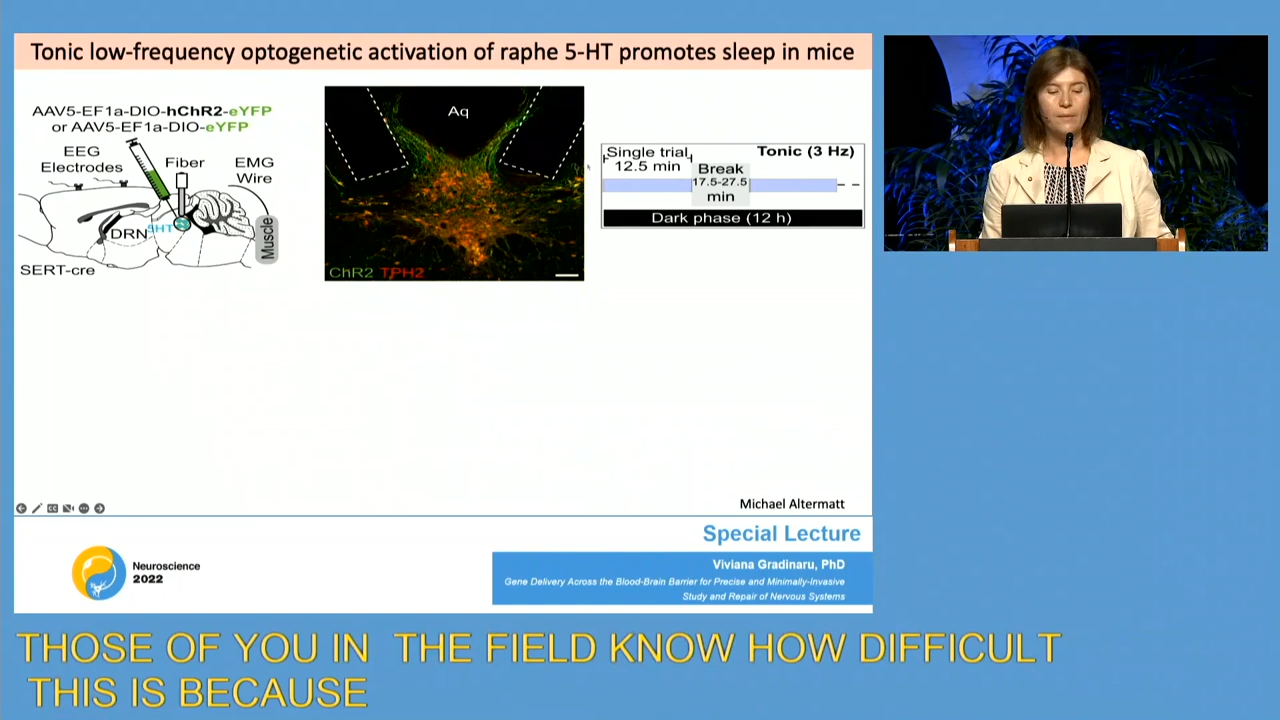 Tonic low-frequency optogenetic activation of raphe 5-HT promotes sleep in mice
AAV5-EF1a-DIO-hChR2-eYFP
or AAV5-EF1a-DIO-eYFP
EEG
Electrodes
Fiber
EMG
Wire
DRN
5HT
Muscle
SERT-cre
Aq
ChR2 TPH2
Single trial
12.5 min
Tonic (3 Hz)
Break
17.5-27.5
min
Dark phase (12 h)
Michael Altermatt
Special Lecture
Neuroscience
2022
Viviana Gradinaru, PhD
Gene Delivery Across the Blood-Brain Barrier for Precise and Minimally-Invasive
Study and Repair of Nervous Systems
THOSE OF YOU IN THE FIELD KNOW HOW DIFFICULT
THIS IS BECAUSE